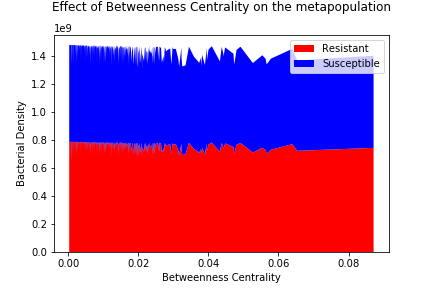 Effect of Betweenness Centrality on the metapopulation
1e9
1.4
1.2
1.0
0.8
0.6
0.4
0.2
0.0
Bacterial Density
Resistant
Susceptible
0.00 0.02 0.04 0.06 0.08
Betweenness Centrality